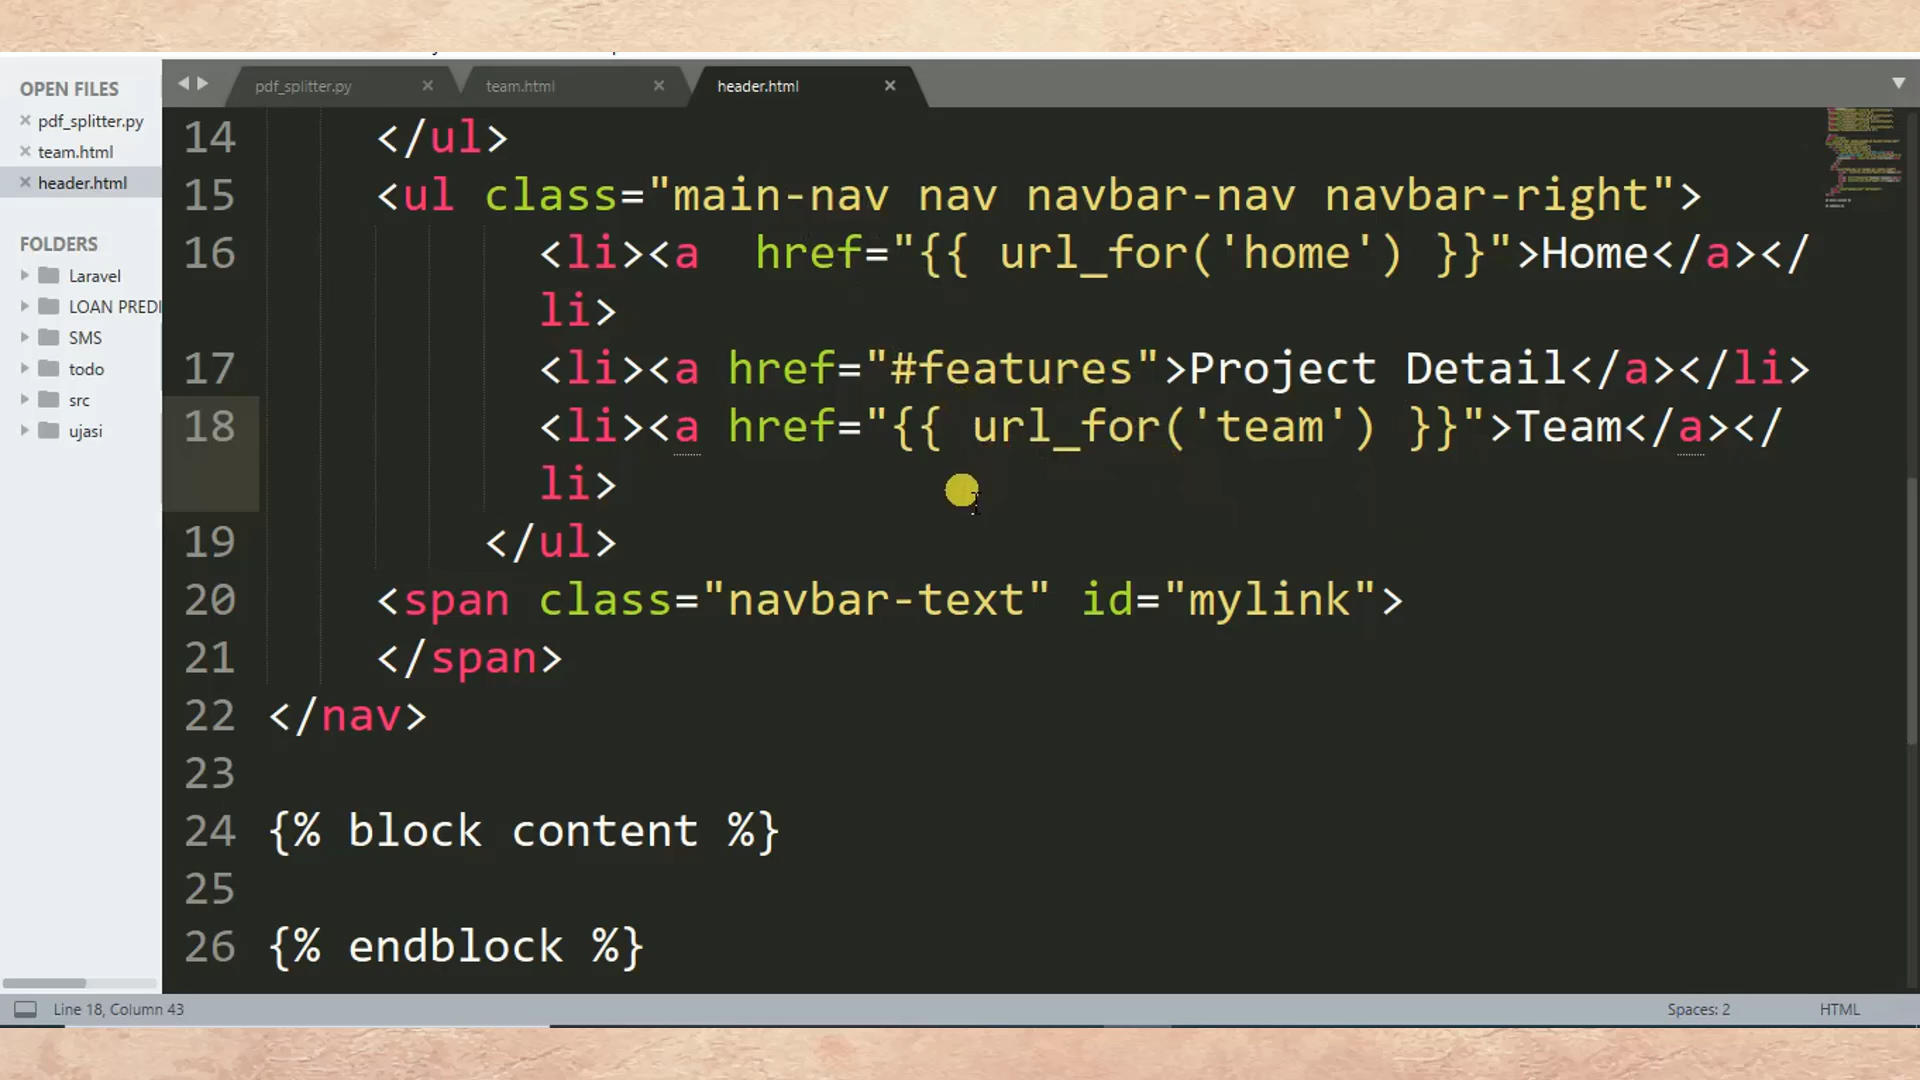 OPEN FILES
× pdf_splitter.py
× team.html
× header.html
FOLDERS
Laravel
LOAN PREDI
SMS
todo
src
ujasi
pdf_splitter.py ×
team.html ×
header.html ×
14 </ul>
15 <ul class="main-nav nav navbar-nav navbar-right">
16 <li><a  href="{{ url_for('home') }}">Home</a></
li>
17 <li><a href="#features">Project Detail</a></li>
18 <li><a href="{{ url_for('team') }}">Team</a></
li>
19 </ul>
20 <span class="navbar-text" id="mylink">
21 </span>
22 </nav>
23
24 {% block content %}
25
26 {% endblock %}
Line 18, Column 43
Spaces: 2
HTML